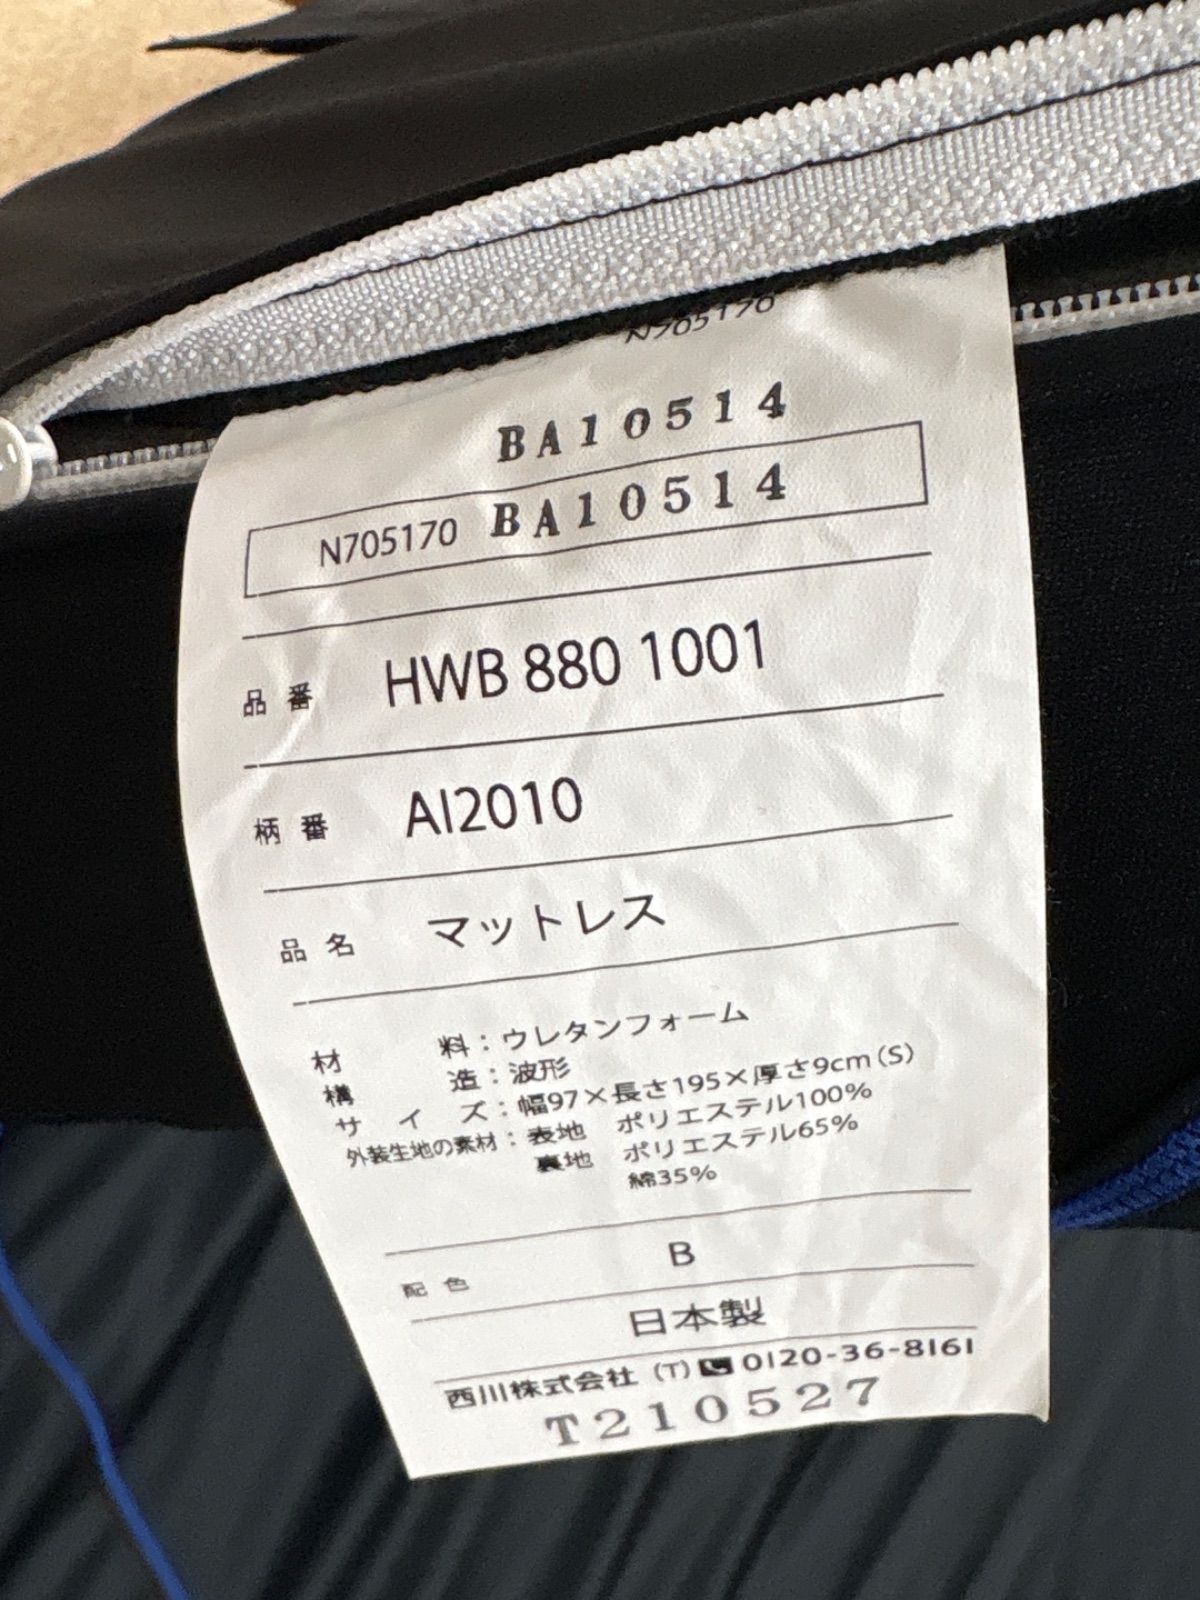 N705170
BA10514
N705170 BA10514
品番 HWB 880 1001
柄番 AI2010
品名 マットレス
材料：ウレタンフォーム
構造：波形
サイズ：幅97×長さ195×厚さ9cm（S）
外装生地の素材：表地 ポリエステル100%
裏地 ポリエステル65%
綿35%
配色 B
日本製
西川株式会社（T） 0120-36-8161
T210527